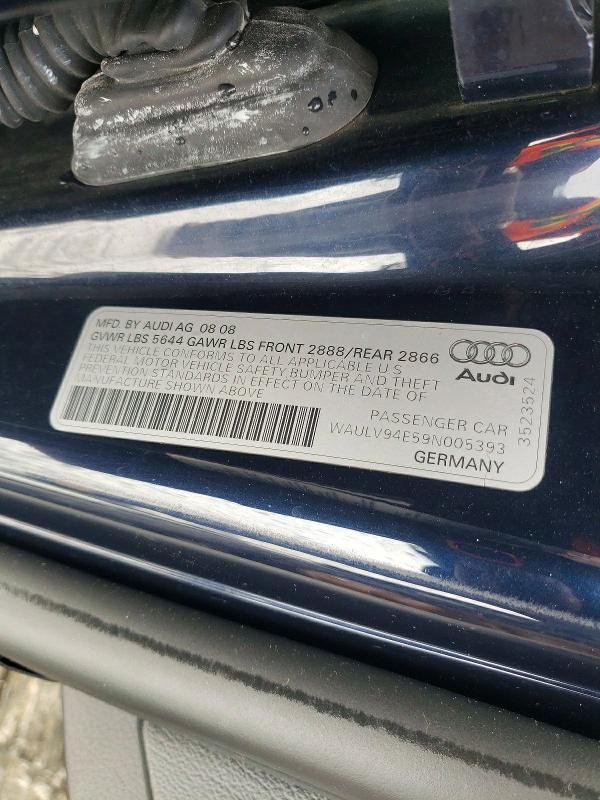 MFD. BY AUDI AG 08 08
GVWR LBS 5644 GAWR LBS FRONT 2888/REAR 2866
THIS VEHICLE CONFORMS TO ALL APPLICABLE U S
FEDERAL MOTOR VEHICLE SAFETY BUMPER AND THEFT
PREVENTION STANDARDS IN EFFECT ON THE DATE OF
MANUFACTURE SHOWN ABOVE
Audi
PASSENGER CAR
WAULV94E59N005393
GERMANY
3523524